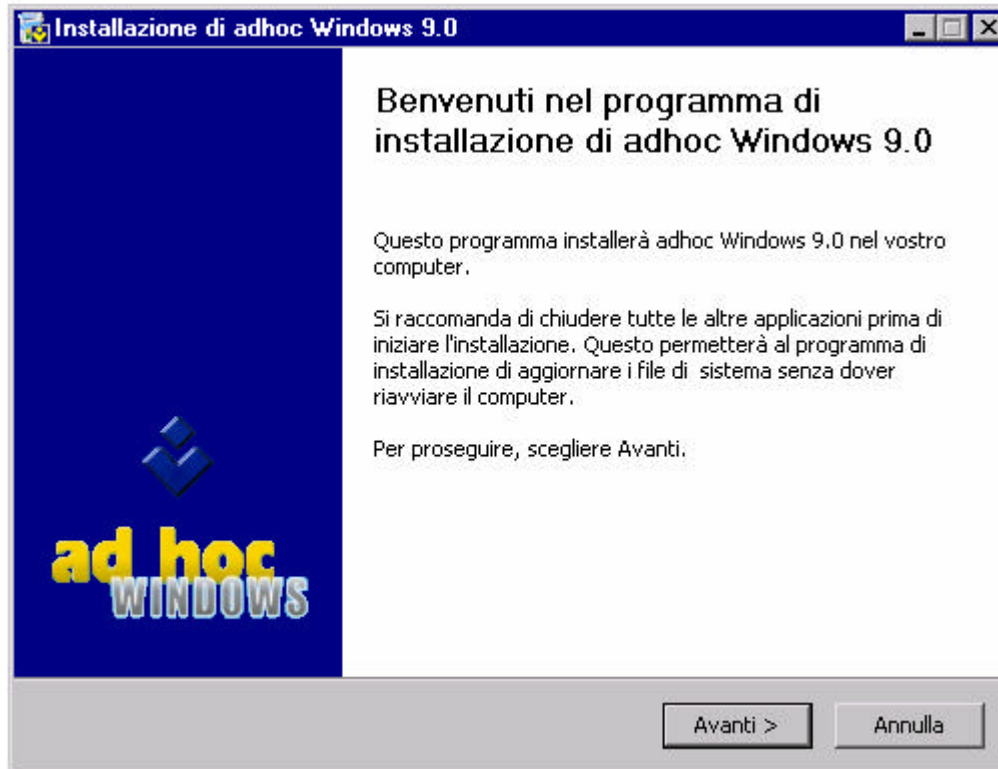 Installazione di adhoc Windows 9.0
Benvenuti nel programma di
installazione di adhoc Windows 9.0
Questo programma installerà adhoc Windows 9.0 nel vostro
computer.
Si raccomanda di chiudere tutte le altre applicazioni prima di
iniziare l'installazione. Questo permetterà al programma di
installazione di aggiornare i file di  sistema senza dover
riavviare il computer.
Per proseguire, scegliere Avanti.
ad hoc
WINDOWS
Avanti >
Annulla